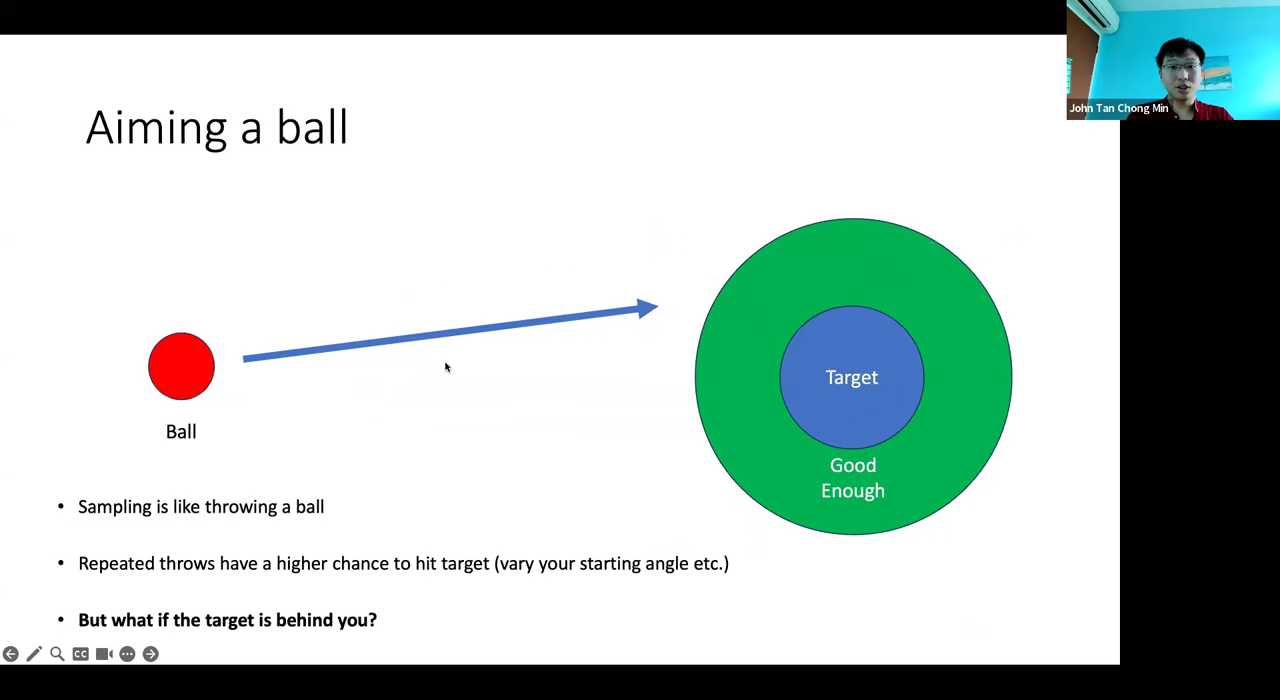 John Tan Chong Min
Aiming a ball
Target
Ball
Good
Enough
• Sampling is like throwing a ball
• Repeated throws have a higher chance to hit target (vary your starting angle etc.)
• But what if the target is behind you?
CC